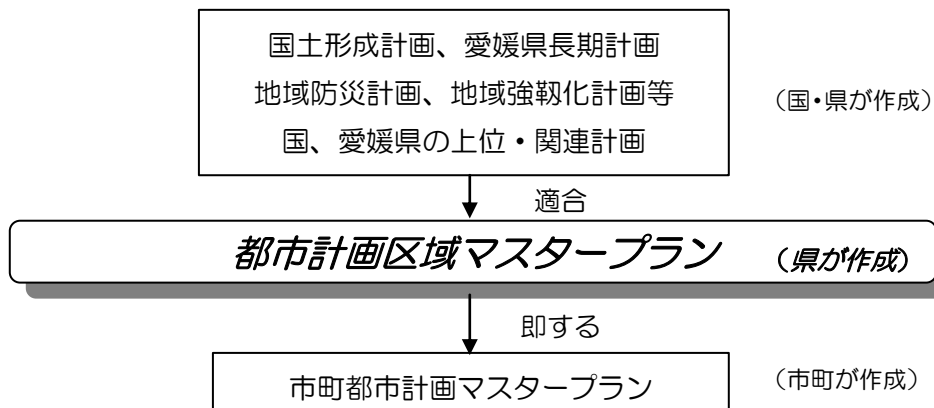 国土形成計画、愛媛県長期計画
地域防災計画、地域強靱化計画等
国、愛媛県の上位・関連計画
（国・県が作成）
適合
都市計画区域マスタープラン （県が作成）
即する
市町都市計画マスタープラン
（市町が作成）